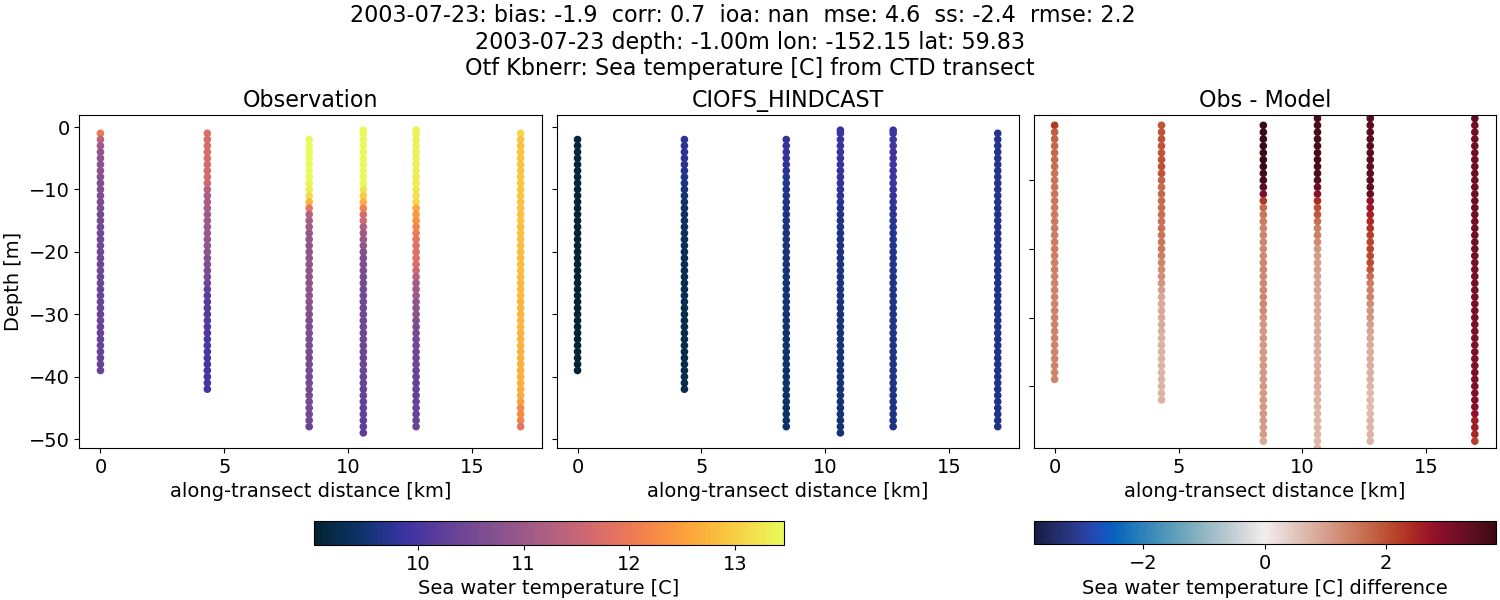 2003-07-23: bias: -1.9  corr: 0.7  ioa: nan  mse: 4.6  ss: -2.4  rmse: 2.2
2003-07-23 depth: -1.00m lon: -152.15 lat: 59.83
Otf Kbnerr: Sea temperature [C] from CTD transect
Observation
CIOFS_HINDCAST
Obs - Model
Depth [m]
0
−10
−20
−30
−40
−50
0 5 10 15
0 5 10 15
0 5 10 15
along-transect distance [km]
along-transect distance [km]
along-transect distance [km]
10 11 12 13
Sea water temperature [C]
−2 0 2
Sea water temperature [C] difference